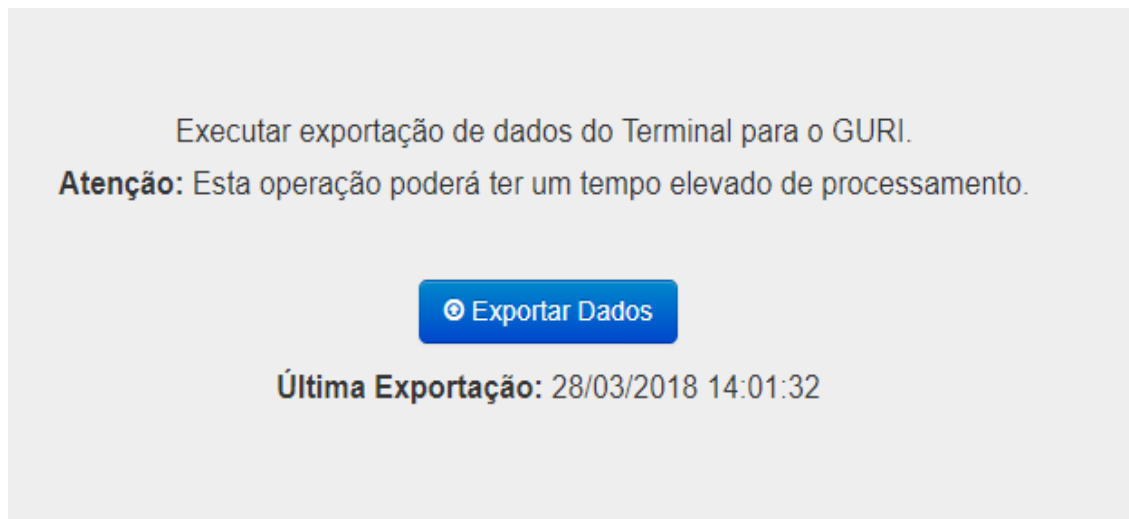 Executar exportação de dados do Terminal para o GURI.
Atenção: Esta operação poderá ter um tempo elevado de processamento.
Exportar Dados
Última Exportação: 28/03/2018 14:01:32